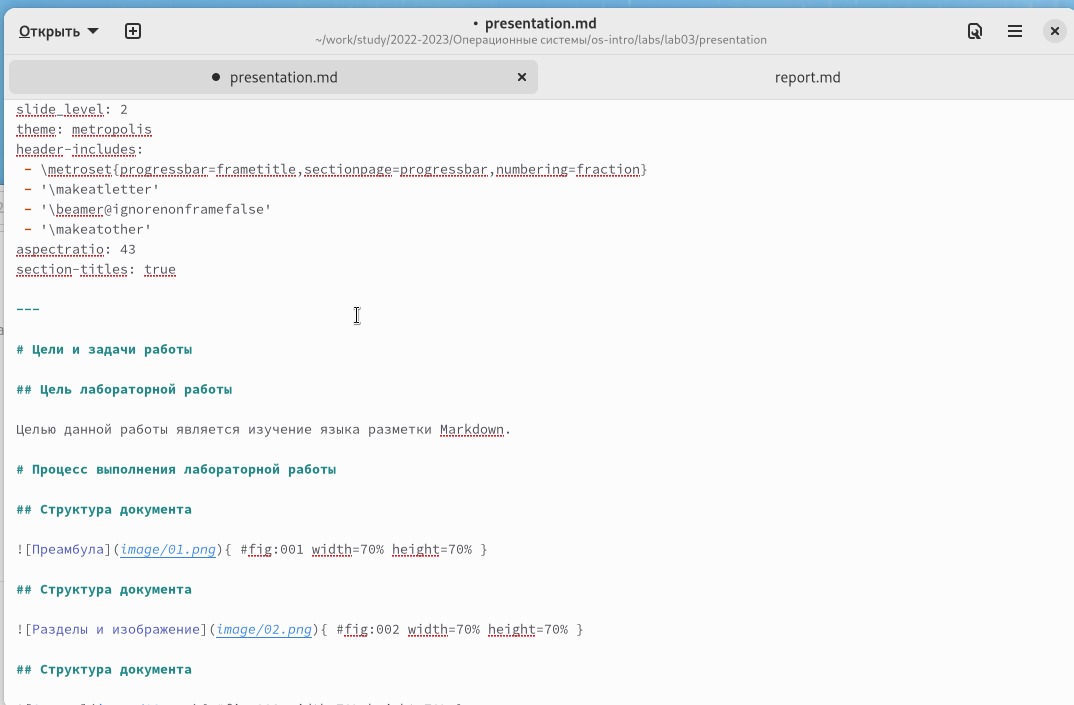 Открыть
• presentation.md
~/work/study/2022-2023/Операционные системы/os-intro/labs/lab03/presentation
● presentation.md
report.md
slide_level: 2
theme: metropolis
header-includes:
- \metroset{progressbar=frametitle,sectionpage=progressbar,numbering=fraction}
- '\makeatletter'
- '\beamer@ignorenonframefalse'
- '\makeatother'
aspectratio: 43
section-titles: true
---
# Цели и задачи работы
## Цель лабораторной работы
Целью данной работы является изучение языка разметки Markdown.
# Процесс выполнения лабораторной работы
## Структура документа
![Преамбула](image/01.png){ #fig:001 width=70% height=70% }
## Структура документа
![Разделы и изображение](image/02.png){ #fig:002 width=70% height=70% }
## Структура документа